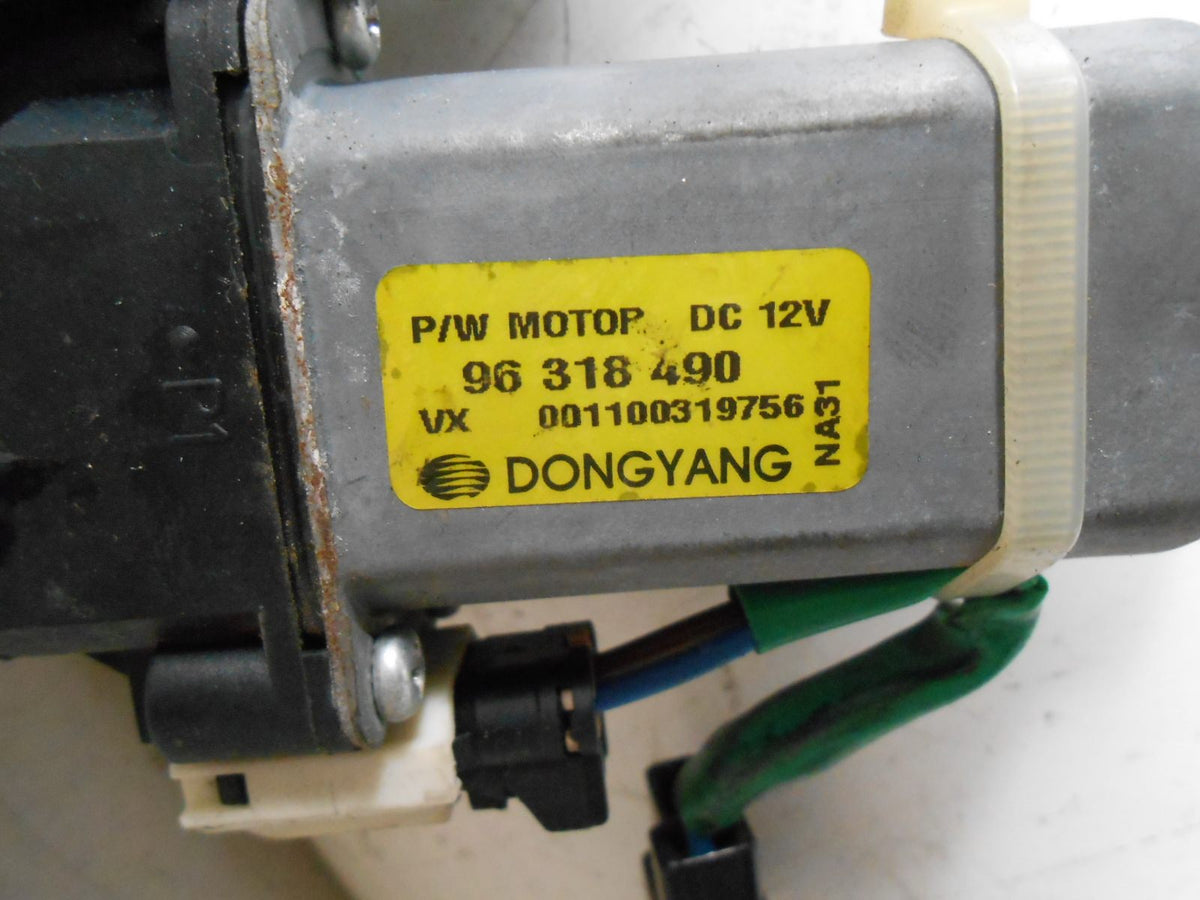 P/W MOTOR DC 12V
96 318 490
VX 001100319756
NA31
DONGYANG